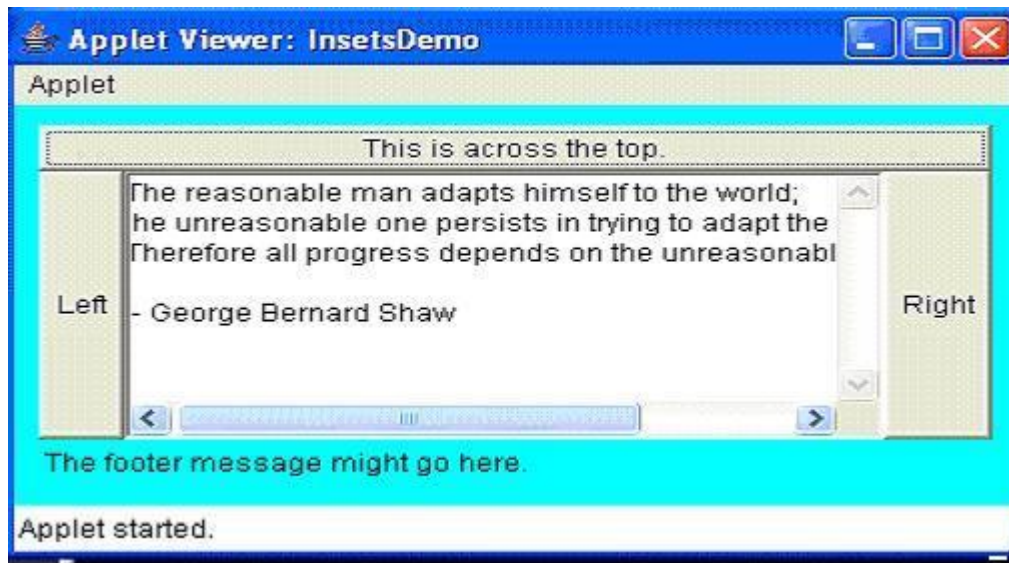 Applet Viewer: InsetsDemo
Applet
This is across the top.
The reasonable man adapts himself to the world;
he unreasonable one persists in trying to adapt the
Therefore all progress depends on the unreasonabl
Left
- George Bernard Shaw
Right
The footer message might go here.
Applet started.